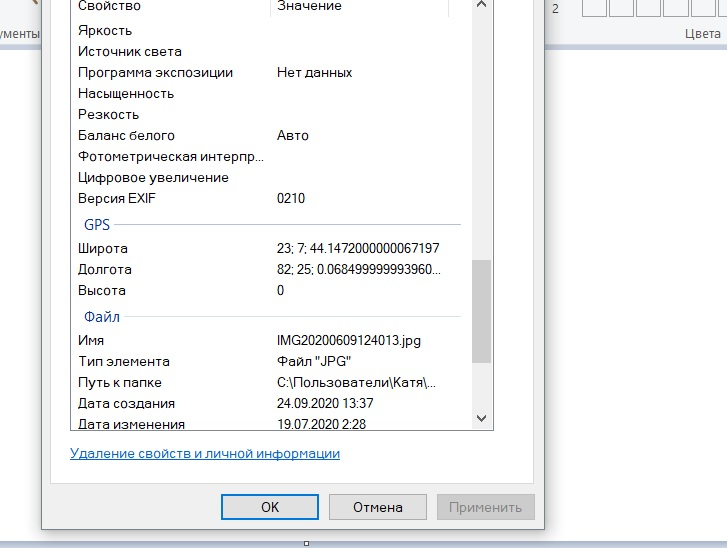 Свойство Значение
2
ументы
Цвета
Яркость
Источник света
Программа экспозиции Нет данных
Насыщенность
Резкость
Баланс белого Авто
Фотометрическая интерпр...
Цифровое увеличение
Версия EXIF 0210
GPS
Широта 23; 7; 44.1472000000067197
Долгота 82; 25; 0.068499999993960...
Высота 0
Файл
Имя IMG20200609124013.jpg
Тип элемента Файл "JPG"
Путь к папке C:\Пользователи\Катя\...
Дата создания 24.09.2020 13:37
Дата изменения 19.07.2020 2:28
Удаление свойств и личной информации
OK Отмена Применить